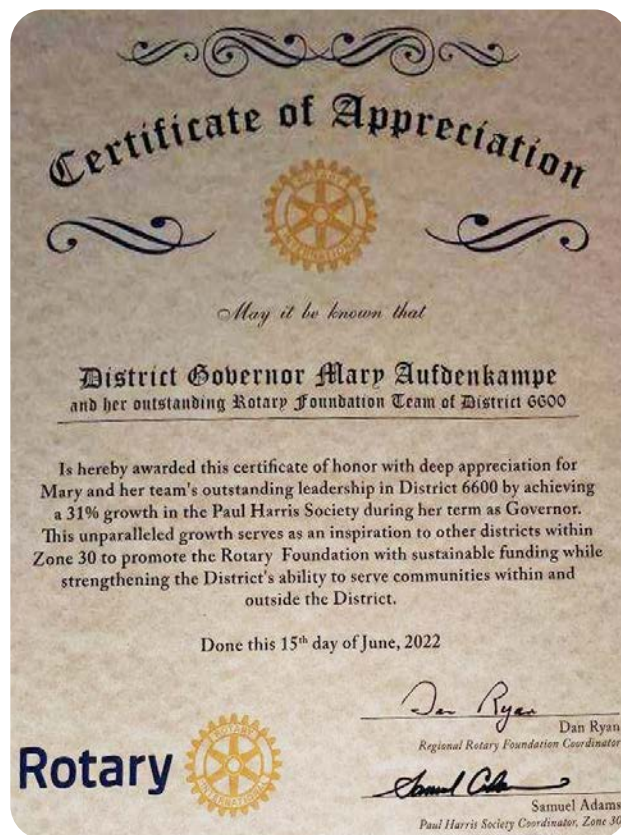 Certificate of Appreciation
ROTARY
INTERNATIONAL
May it be known that
District Governor Mary Aufdenkampe
and her outstanding Rotary Foundation Team of District 6600
Is hereby awarded this certificate of honor with deep appreciation for
Mary and her team's outstanding leadership in District 6600 by achieving
a 31% growth in the Paul Harris Society during her term as Governor.
This unparalleled growth serves as an inspiration to other districts within
Zone 30 to promote the Rotary Foundation with sustainable funding while
strengthening the District's ability to serve communities within and
outside the District.
Done this 15th day of June, 2022
Dan Ryan
Dan Ryan
Regional Rotary Foundation Coordinator
Rotary
ROTARY
INTERNATIONAL
Samuel Adams
Paul Harris Society Coordinator, Zone 30